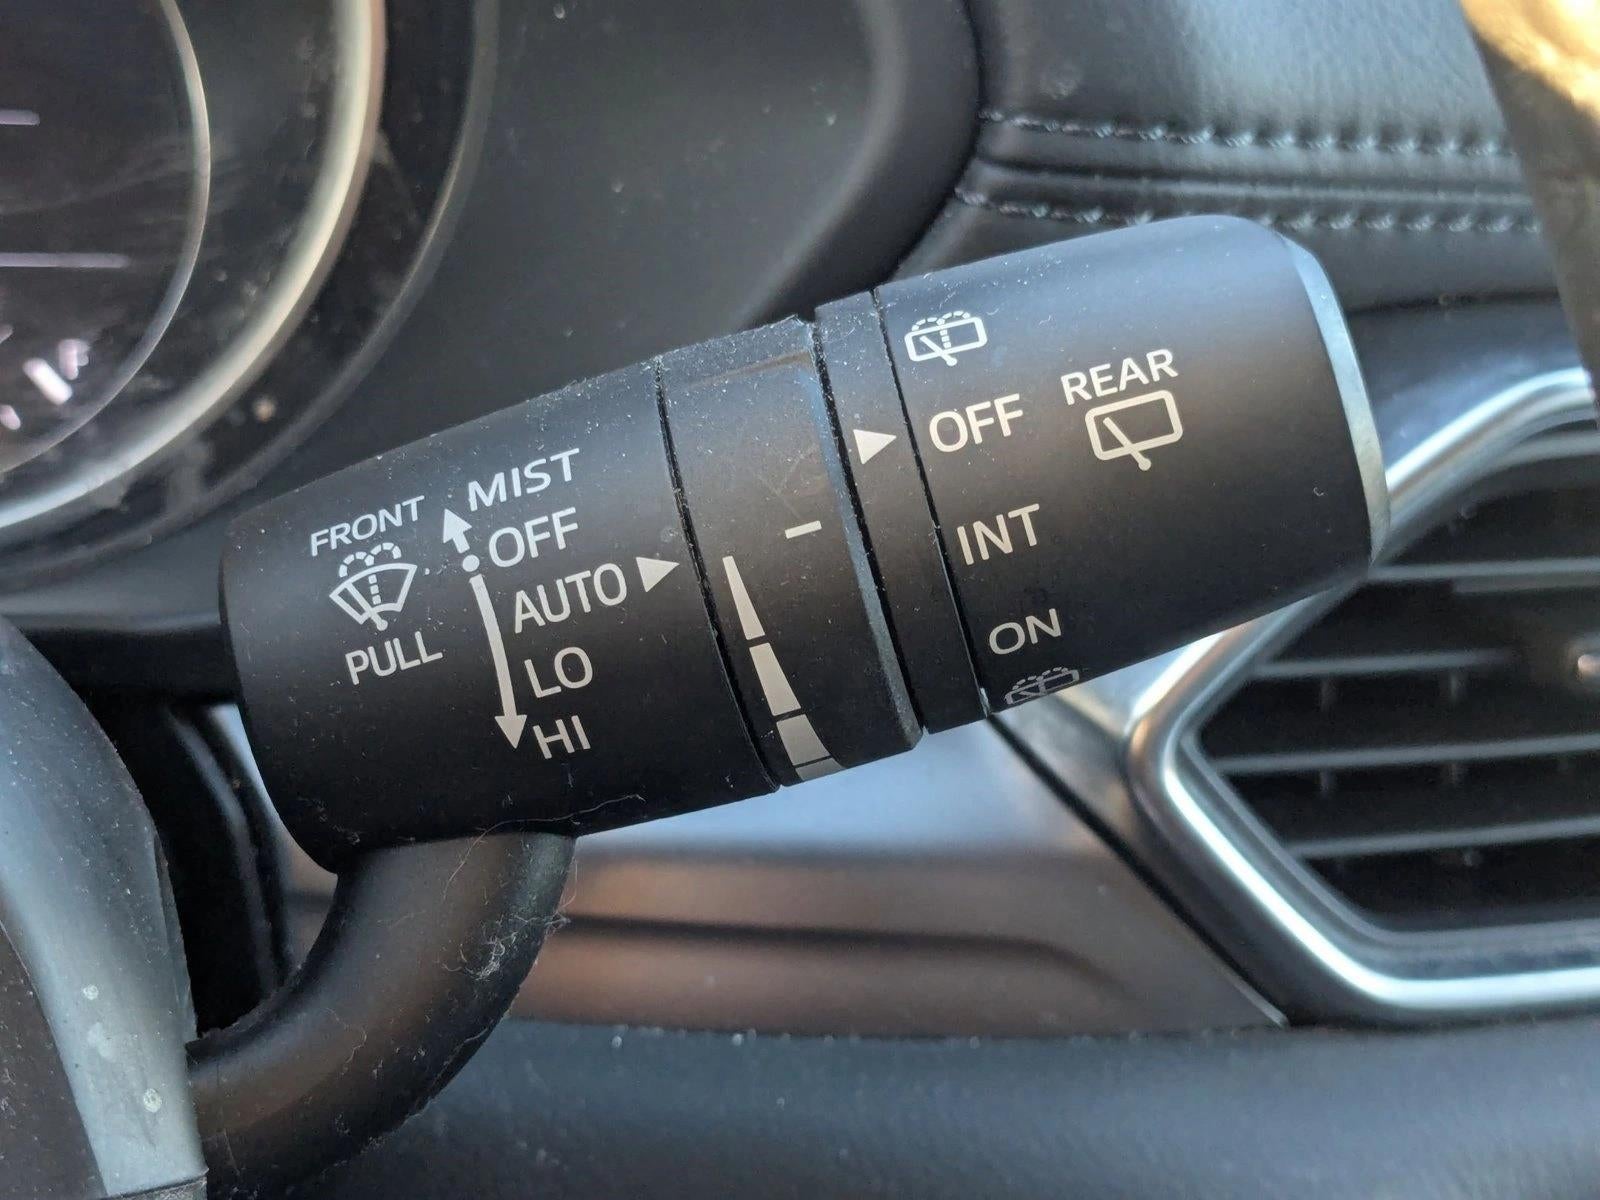 FRONT
PULL
MIST
OFF
AUTO
LO
HI
OFF
INT
ON
REAR